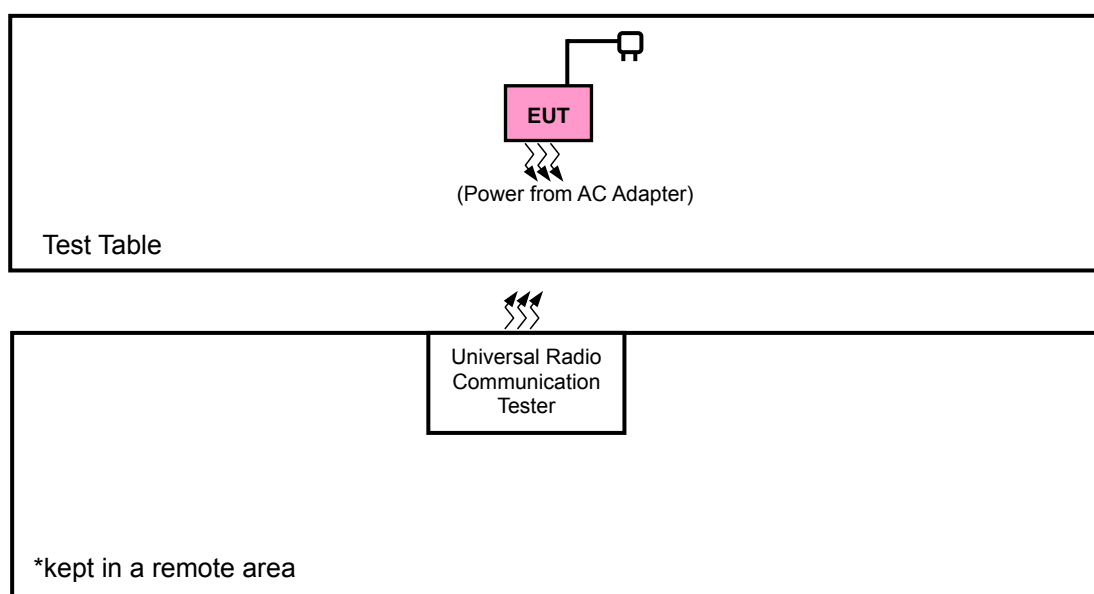 EUT
(Power from AC Adapter)
Test Table
Universal Radio
Communication
Tester
*kept in a remote area